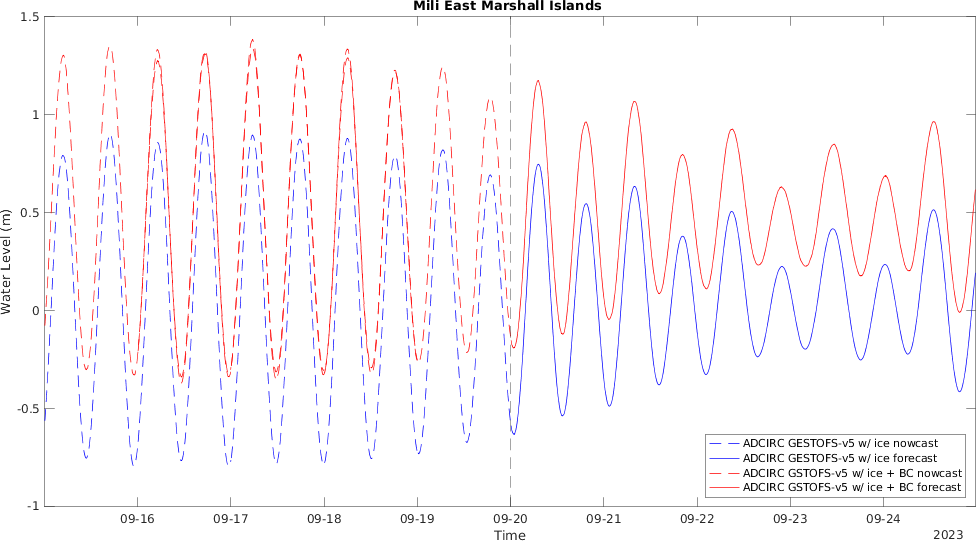 Mili East Marshall Islands
1.5
1
0.5
0
-0.5
-1
Water Level (m)
09-16 09-17 09-18 09-19 09-20 09-21 09-22 09-23 09-24
Time
2023
ADCIRC GESTOFS-v5 w/ ice nowcast
ADCIRC GESTOFS-v5 w/ ice forecast
ADCIRC GSTOFS-v5 w/ ice + BC nowcast
ADCIRC GSTOFS-v5 w/ ice + BC forecast